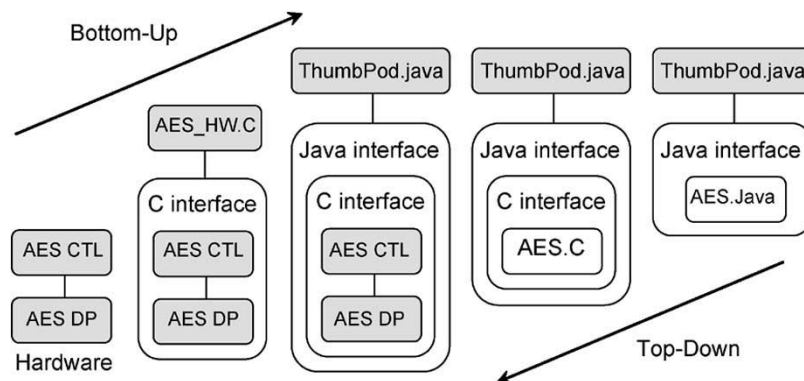 Bottom-Up
ThumbPod.java
ThumbPod.java
ThumbPod.java
AES_HW.C
Java interface
Java interface
Java interface
C interface
C interface
C interface
AES.Java
AES CTL
AES CTL
AES CTL
AES.C
AES DP
AES DP
AES DP
Hardware
Top-Down